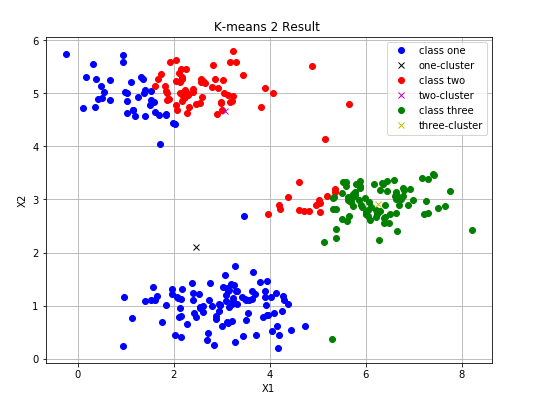 K-means 2 Result
6
5
4
3
2
1
0
X2
class one
one-cluster
class two
two-cluster
class three
three-cluster
0 2 4 6 8
X1